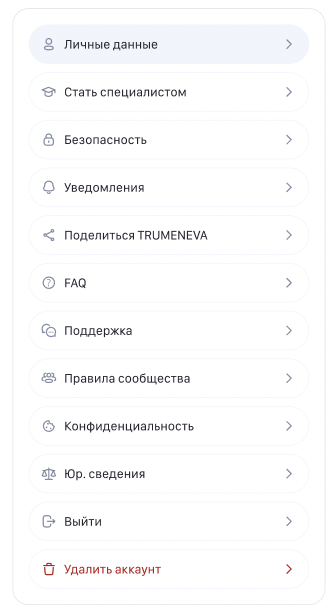 Личные данные
Стать специалистом
Безопасность
Уведомления
Поделиться TRUMENEVA
FAQ
Поддержка
Правила сообщества
Конфиденциальность
Юр. сведения
Выйти
Удалить аккаунт